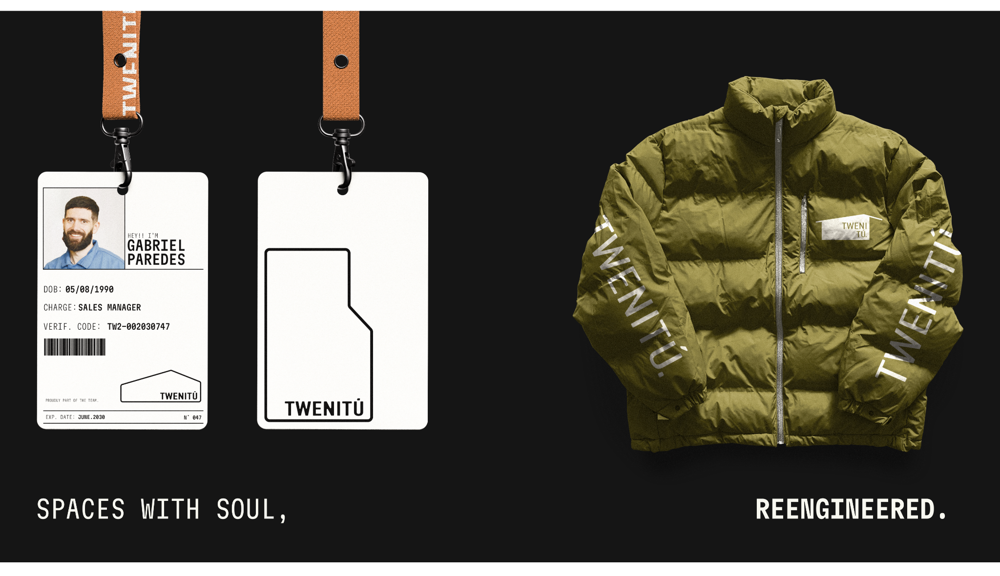 TWENIT
HEY!! I'M
GABRIEL
PAREDES
DOB: 05/08/1990
CHARGE: SALES MANAGER
VERIF. CODE: TW2-002030747
TWENITÚ
PROUDLY PART OF THE TEAM.
EXP. DATE: JUNE.2030
N° 047
TWENITÚ
TWENITÚ.
TWENI
TÚ.
TWENITÚ
SPACES WITH SOUL,
REENGINEERED.